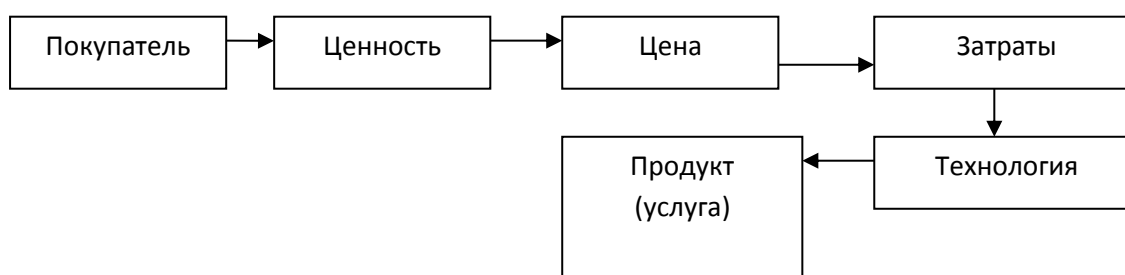 Покупатель
Ценность
Цена
Затраты
Продукт
(услуга)
Технология